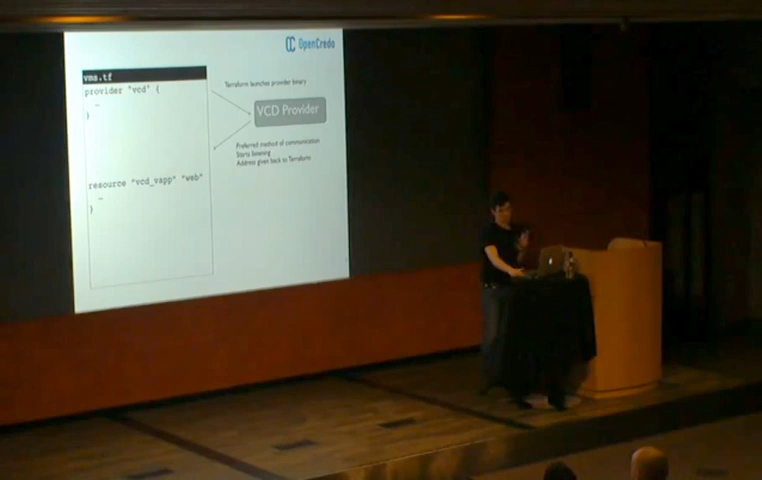 OpenCredo
vms.tf
provider "vcd" {
…
}
resource "vcd_vapp" "web"
…
}
Terraform launches provider binary
VCD Provider
Preferred method of communication
Starts listening
Address given back to Terraform